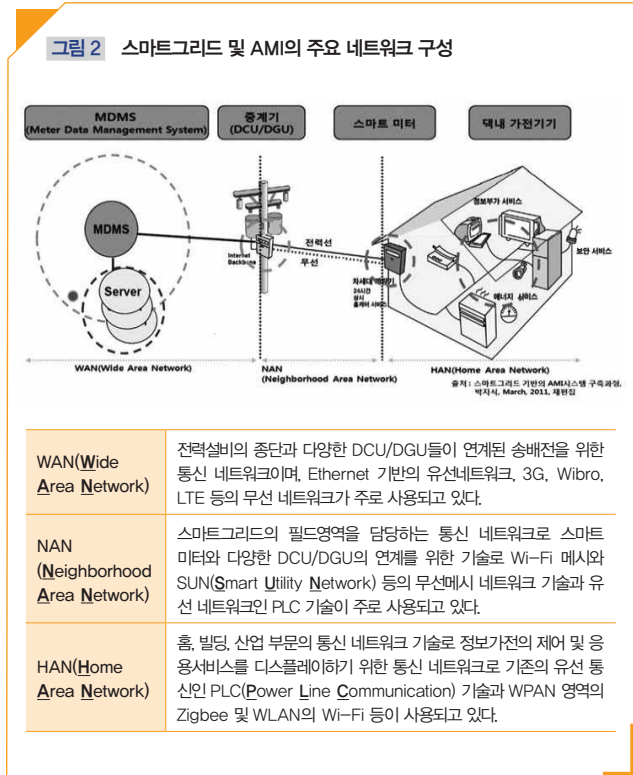 그림 2 스마트그리드 및 AMI의 주요 네트워크 구성
MDMS
(Meter Data Management System)
중계기
(DCU/DGU)
스마트 미터
댁내 가전기기
MDMS
Server
Internet
Backbone
전력선
무선
차세대
24시간
상시
홈케어 서비스
정보부가 서비스
보안 서비스
에너지 서비스
WAN(Wide Area Network)
NAN
(Neighborhood Area Network)
HAN(Home Area Network)
출처 : 스마트그리드 기반의 AMI시스템 구축과정,
박지식, March, 2011, 재편집
WAN(Wide
Area Network)
전력설비의 종단과 다양한 DCU/DGU들이 연계된 송배전을 위한
통신 네트워크이며, Ethernet 기반의 유선네트워크, 3G, Wibro,
LTE 등의 무선 네트워크가 주로 사용되고 있다.
NAN
(Neighborhood
Area Network)
스마트그리드의 필드영역을 담당하는 통신 네트워크로 스마트
미터와 다양한 DCU/DGU의 연계를 위한 기술로 Wi-Fi 메시와
SUN(Smart Utility Network) 등의 무선메시 네트워크 기술과 유
선 네트워크인 PLC 기술이 주로 사용되고 있다.
HAN(Home
Area Network)
홈, 빌딩, 산업 부문의 통신 네트워크 기술로 정보가전의 제어 및 응
용서비스를 디스플레이하기 위한 통신 네트워크로 기존의 유선 통
신인 PLC(Power Line Communication) 기술과 WPAN 영역의
Zigbee 및 WLAN의 Wi-Fi 등이 사용되고 있다.